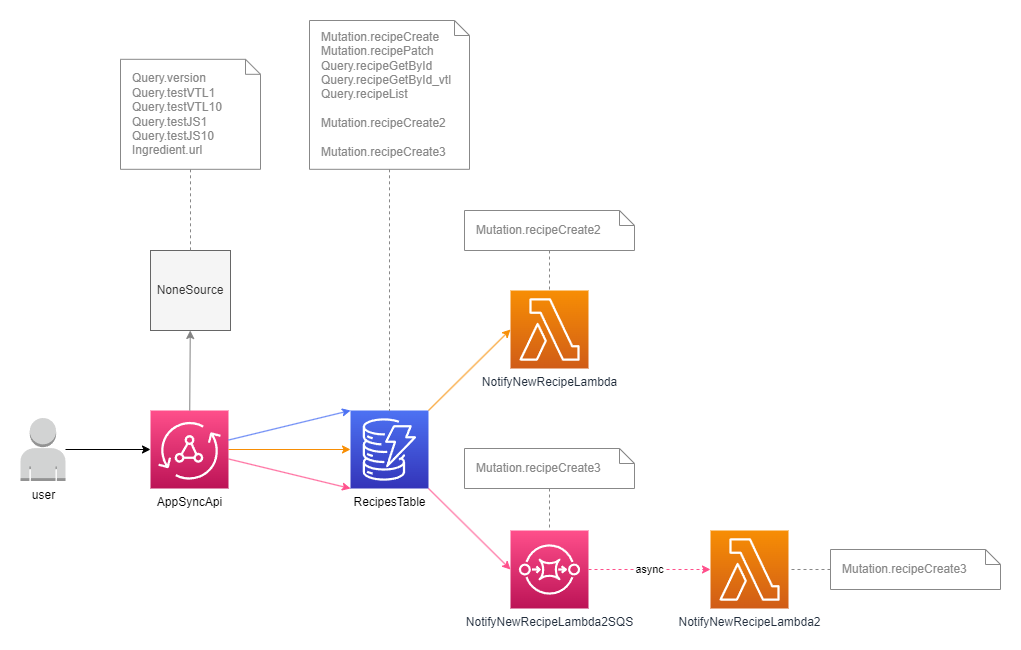 Mutation.recipeCreate
Mutation.recipePatch
Query.recipeGetById
Query.recipeGetById_vtl
Query.recipeList
Mutation.recipeCreate2
Mutation.recipeCreate3
Query.version
Query.testVTL1
Query.testVTL10
Query.testJS1
Query.testJS10
Ingredient.url
Mutation.recipeCreate2
NoneSource
NotifyNewRecipeLambda
Mutation.recipeCreate3
user
AppSyncApi
RecipesTable
async
Mutation.recipeCreate3
NotifyNewRecipeLambda2SQS
NotifyNewRecipeLambda2